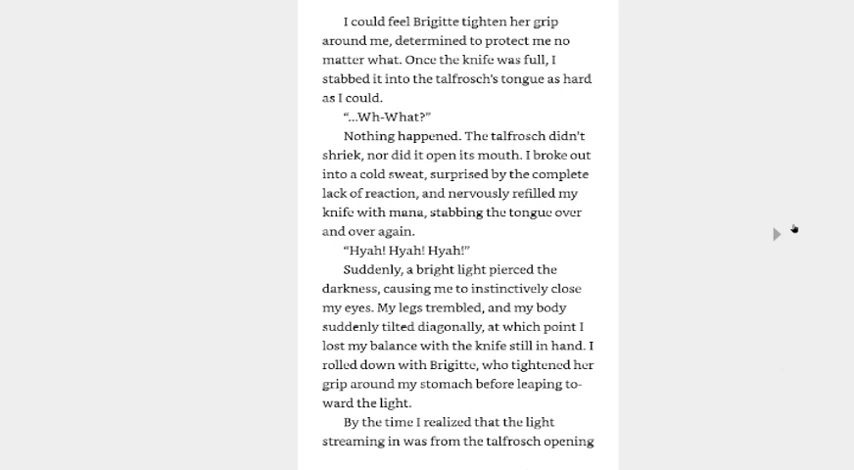 I could feel Brigitte tighten her grip
around me, determined to protect me no
matter what. Once the knife was full, I
stabbed it into the talfrosch's tongue as hard
as I could.
“...Wh-What?”
Nothing happened. The talfrosch didn't
shriek, nor did it open its mouth. I broke out
into a cold sweat, surprised by the complete
lack of reaction, and nervously refilled my
knife with mana, stabbing the tongue over
and over again.
“Hyah! Hyah! Hyah!”
Suddenly, a bright light pierced the
darkness, causing me to instinctively close
my eyes. My legs trembled, and my body
suddenly tilted diagonally, at which point I
lost my balance with the knife still in hand. I
rolled down with Brigitte, who tightened her
grip around my stomach before leaping to-
ward the light.
By the time I realized that the light
streaming in was from the talfrosch opening